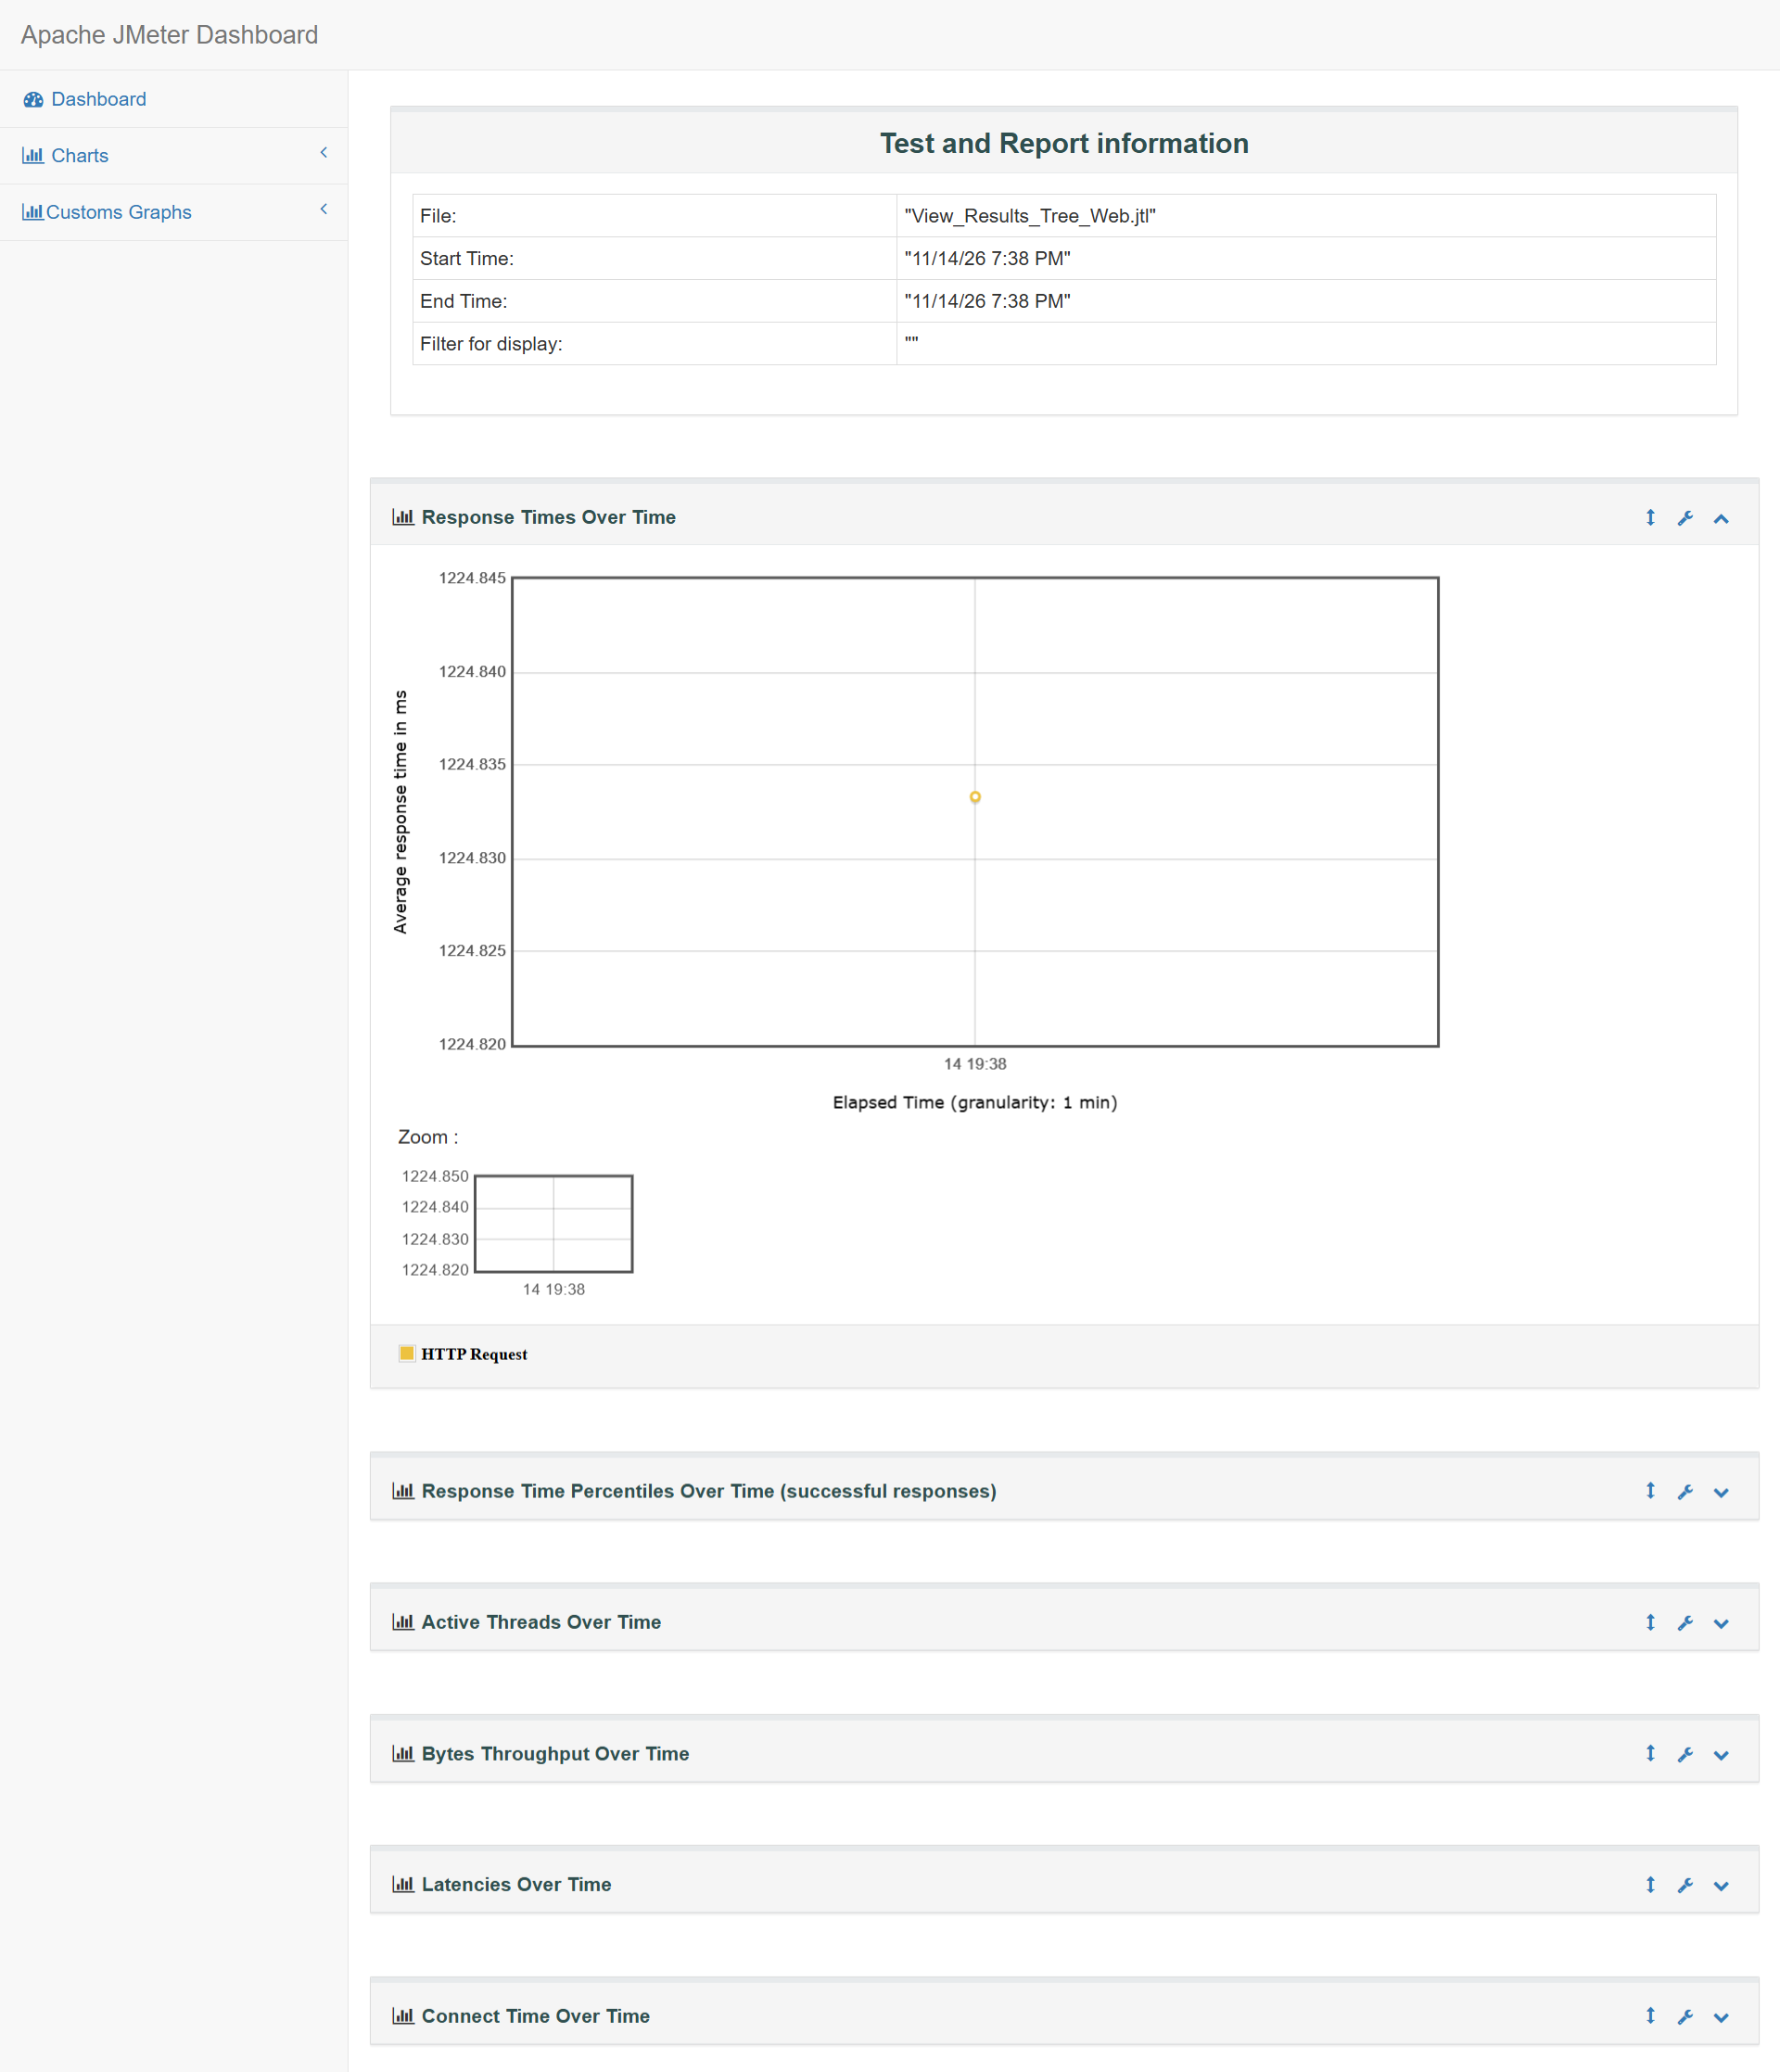 Apache JMeter Dashboard
Dashboard
Charts
Customs Graphs
Test and Report information
File: "View_Results_Tree_Web.jtl"
Start Time: "11/14/26 7:38 PM"
End Time: "11/14/26 7:38 PM"
Filter for display: ""
Response Times Over Time
1224.845
1224.840
1224.835
1224.830
1224.825
1224.820
Average response time in ms
14 19:38
Elapsed Time (granularity: 1 min)
Zoom :
1224.850
1224.840
1224.830
1224.820
14 19:38
HTTP Request
Response Time Percentiles Over Time (successful responses)
Active Threads Over Time
Bytes Throughput Over Time
Latencies Over Time
Connect Time Over Time